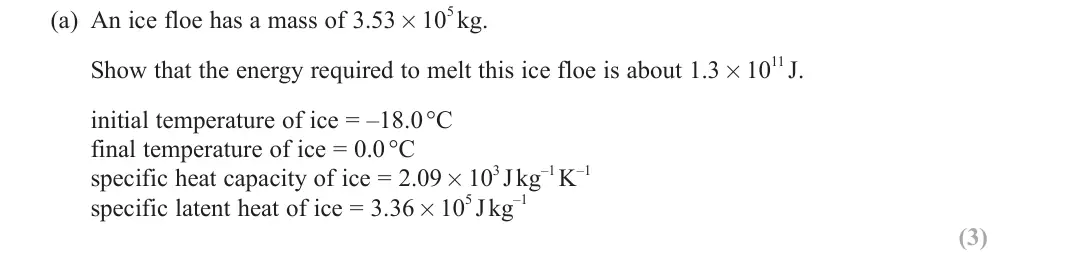 (a) An ice floe has a mass of 3.53 × 10⁵ kg.
Show that the energy required to melt this ice floe is about 1.3 × 10¹¹ J.
initial temperature of ice = –18.0 °C
final temperature of ice = 0.0 °C
specific heat capacity of ice = 2.09 × 10³ J kg⁻¹ K⁻¹
specific latent heat of ice = 3.36 × 10⁵ J kg⁻¹
(3)